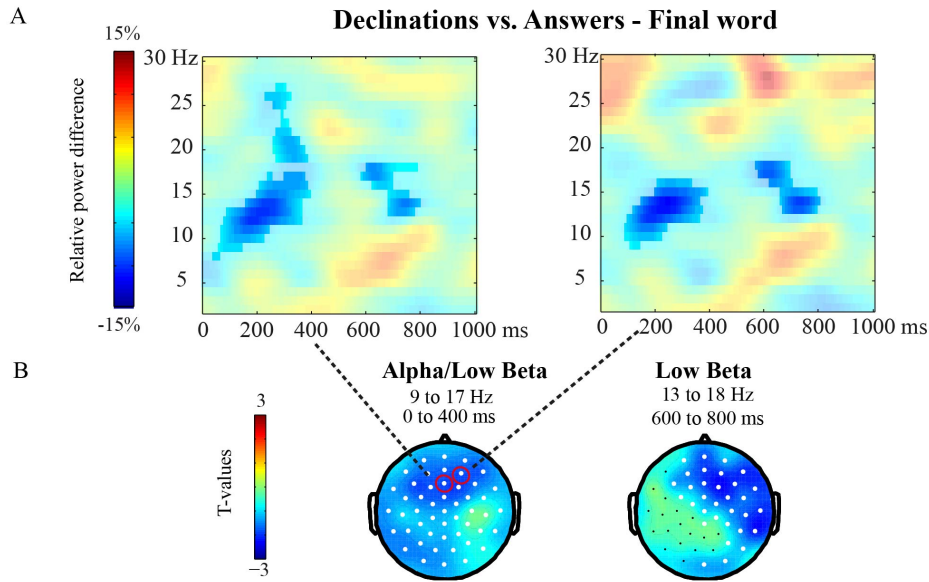 A
Declinations vs. Answers - Final word
15%
-15%
Relative power difference
30 Hz
25
20
15
10
5
0 200 400 600 800 1000 ms
30 Hz
25
20
15
10
5
0 200 400 600 800 1000 ms
B
Alpha/Low Beta
9 to 17 Hz
0 to 400 ms
Low Beta
13 to 18 Hz
600 to 800 ms
3
−3
T-values